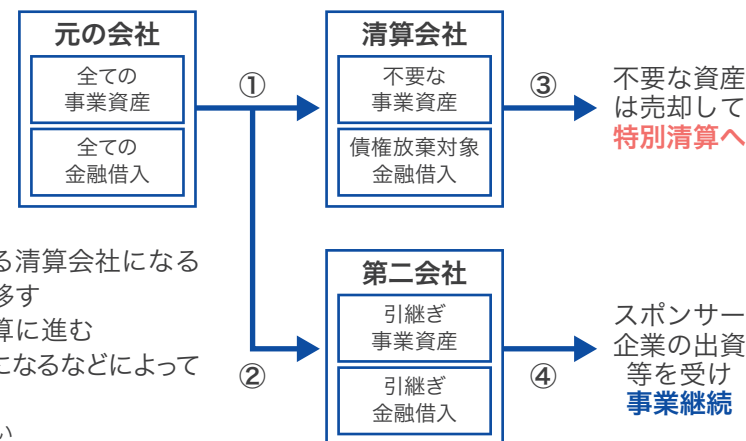 元の会社
全ての
事業資産
全ての
金融借入
①
清算会社
不要な
事業資産
債権放棄対象
金融借入
③
不要な資産
は売却して
特別清算へ
る清算会社になる
移す
算に進む
になるなどによって
い
②
第二会社
引継ぎ
事業資産
引継ぎ
金融借入
④
スポンサー
企業の出資
等を受け
事業継続